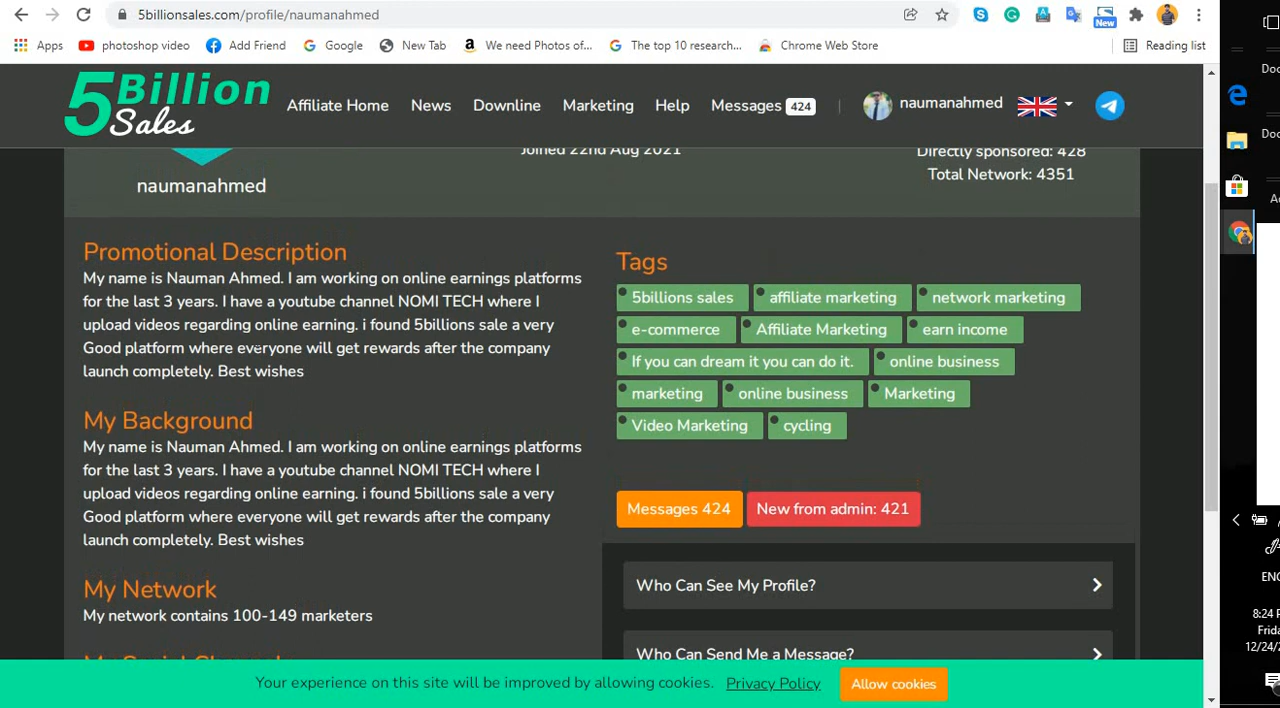 5billionsales.com/profile/naumanahmed
New
Apps photoshop video Add Friend Google New Tab We need Photos of... The top 10 research... Chrome Web Store Reading list
5Billion Sales
Affiliate Home News Downline Marketing Help Messages 424 naumanahmed
Joined 22nd Aug 2021
Directly sponsored: 428
Total Network: 4351
naumanahmed
Promotional Description
My name is Nauman Ahmed. I am working on online earnings platforms
for the last 3 years. I have a youtube channel NOMI TECH where I
upload videos regarding online earning. i found 5billions sale a very
Good platform where everyone will get rewards after the company
launch completely. Best wishes
My Background
My name is Nauman Ahmed. I am working on online earnings platforms
for the last 3 years. I have a youtube channel NOMI TECH where I
upload videos regarding online earning. i found 5billions sale a very
Good platform where everyone will get rewards after the company
launch completely. Best wishes
My Network
My network contains 100-149 marketers
Tags
5billions sales affiliate marketing network marketing
e-commerce Affiliate Marketing earn income
If you can dream it you can do it. online business
marketing online business Marketing
Video Marketing cycling
Messages 424 New from admin: 421
Who Can See My Profile?
Who Can Send Me a Message?
Your experience on this site will be improved by allowing cookies. Privacy Policy Allow cookies
ENG
8:24 P
Frida
12/24/2